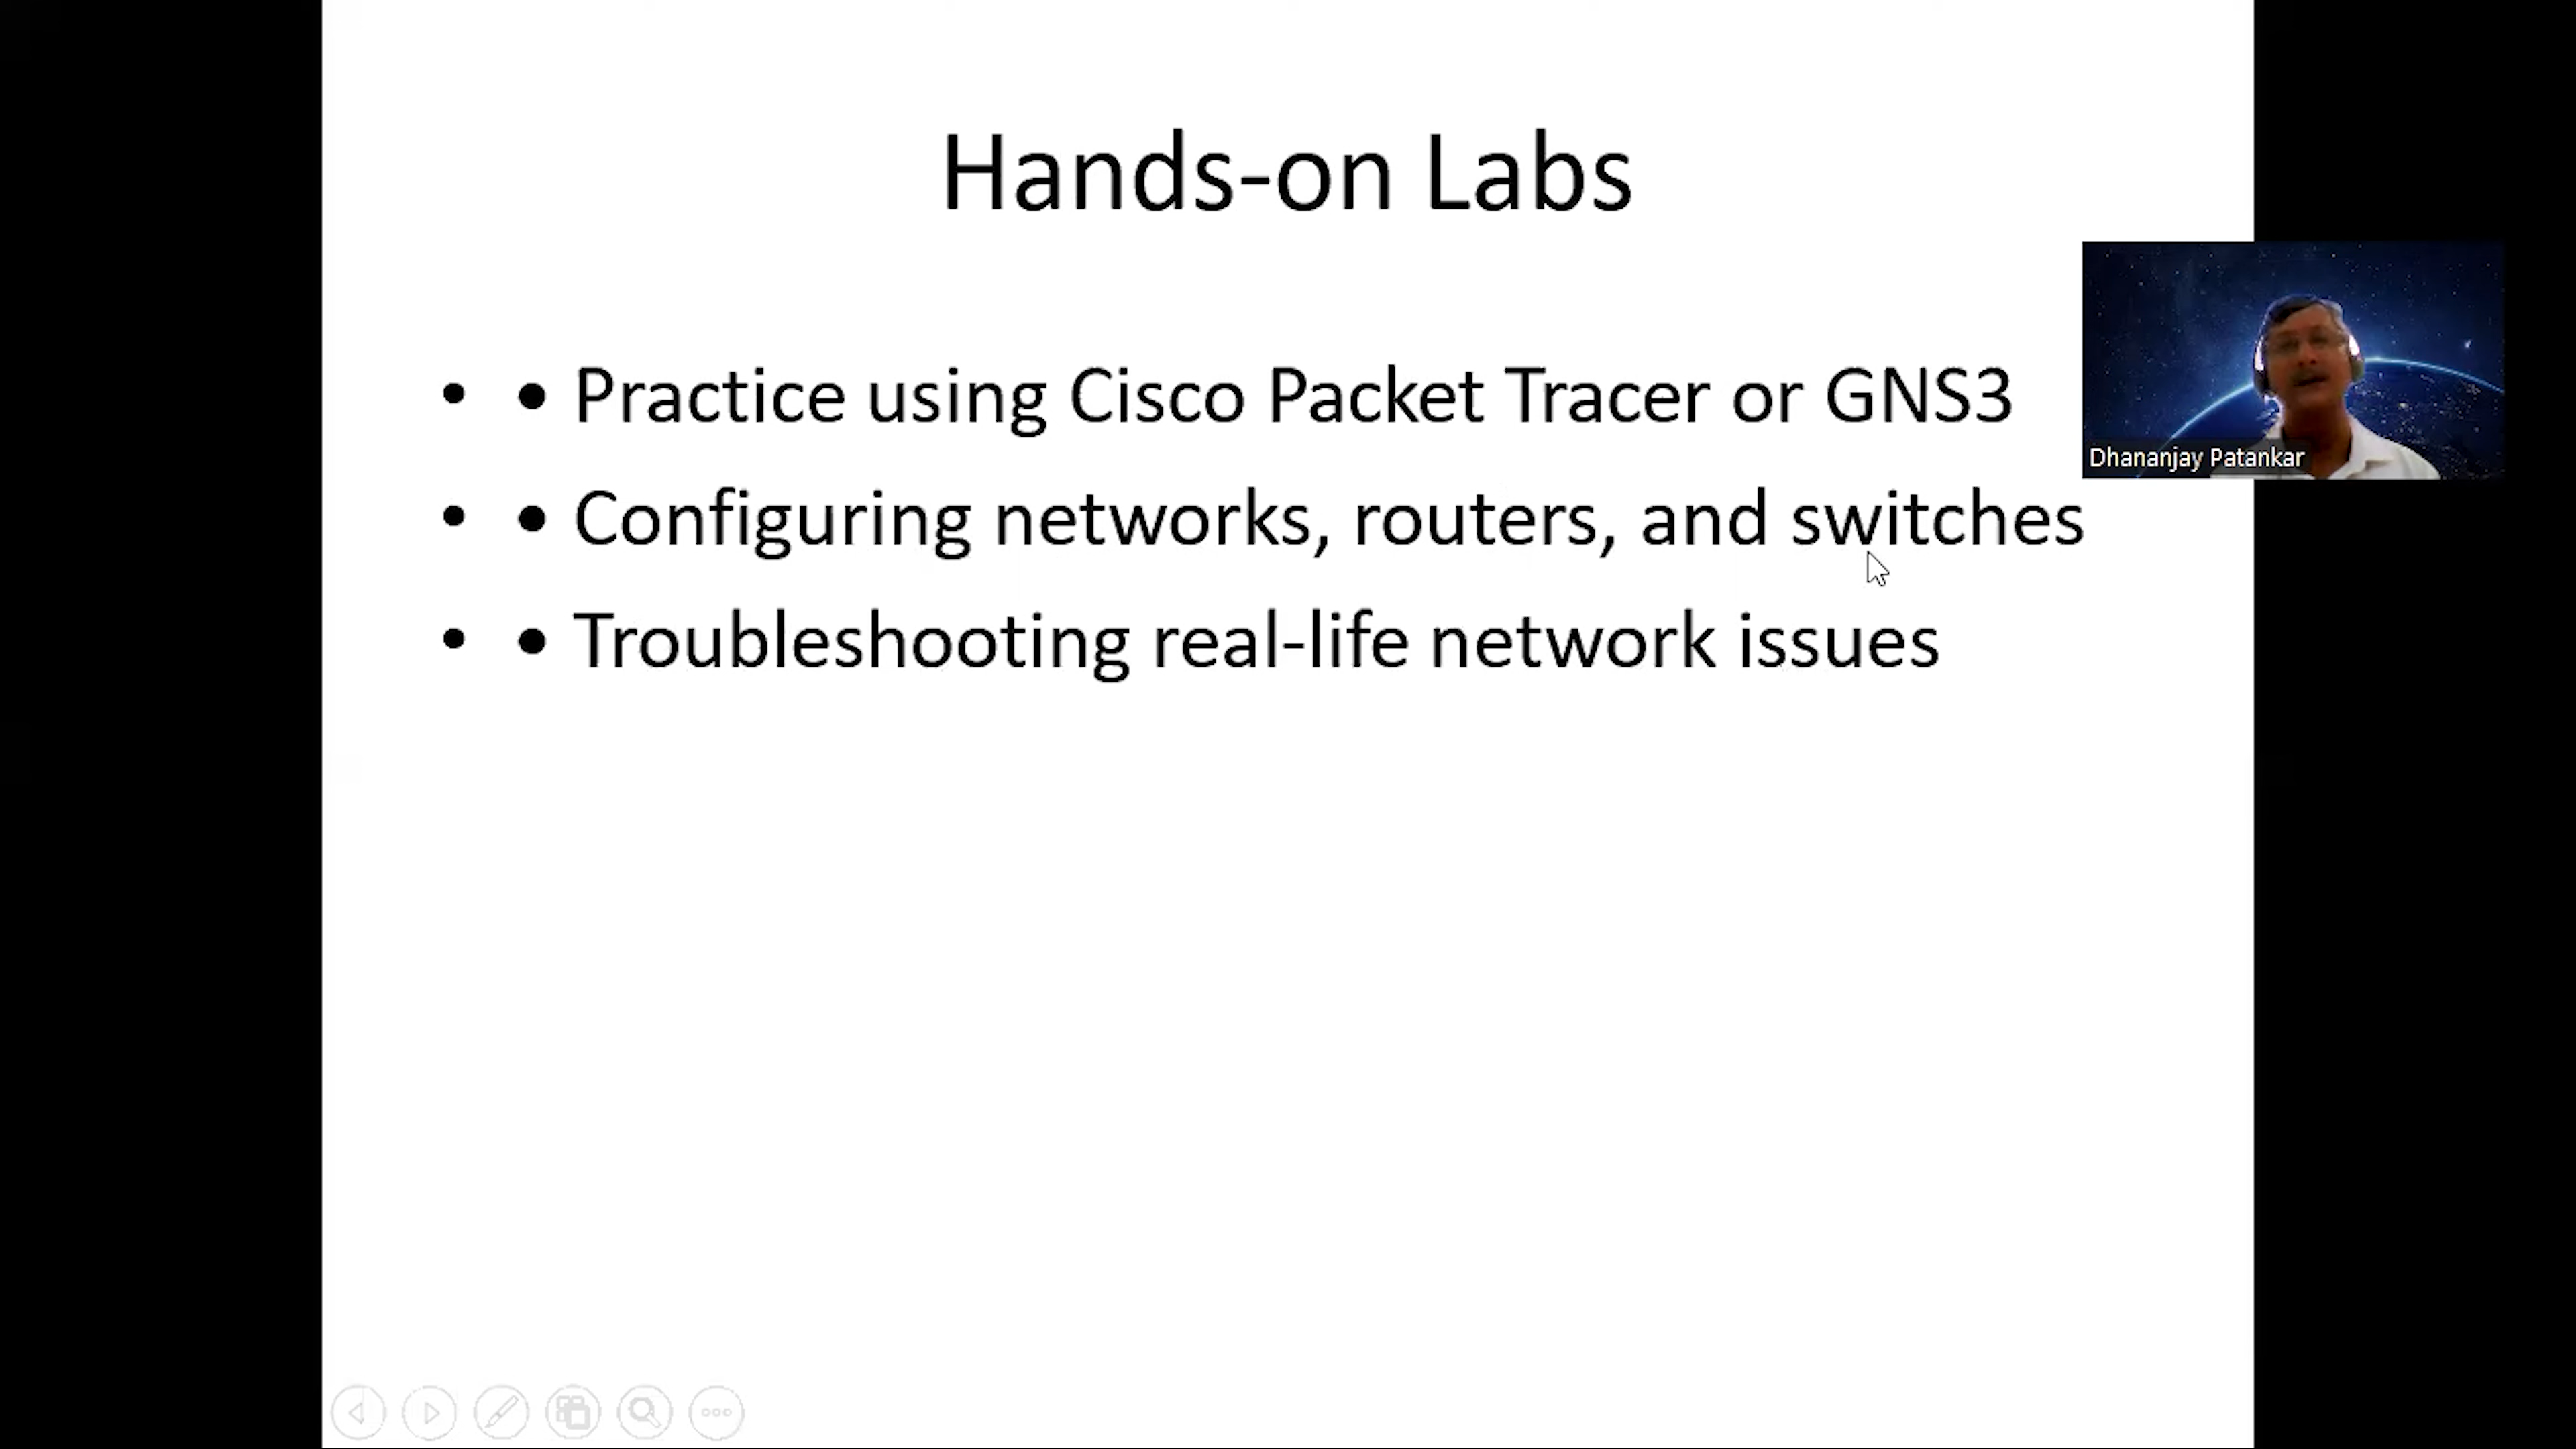 Hands-on Labs
• • Practice using Cisco Packet Tracer or GNS3
• • Configuring networks, routers, and switches
• • Troubleshooting real-life network issues
Dhananjay Patankar